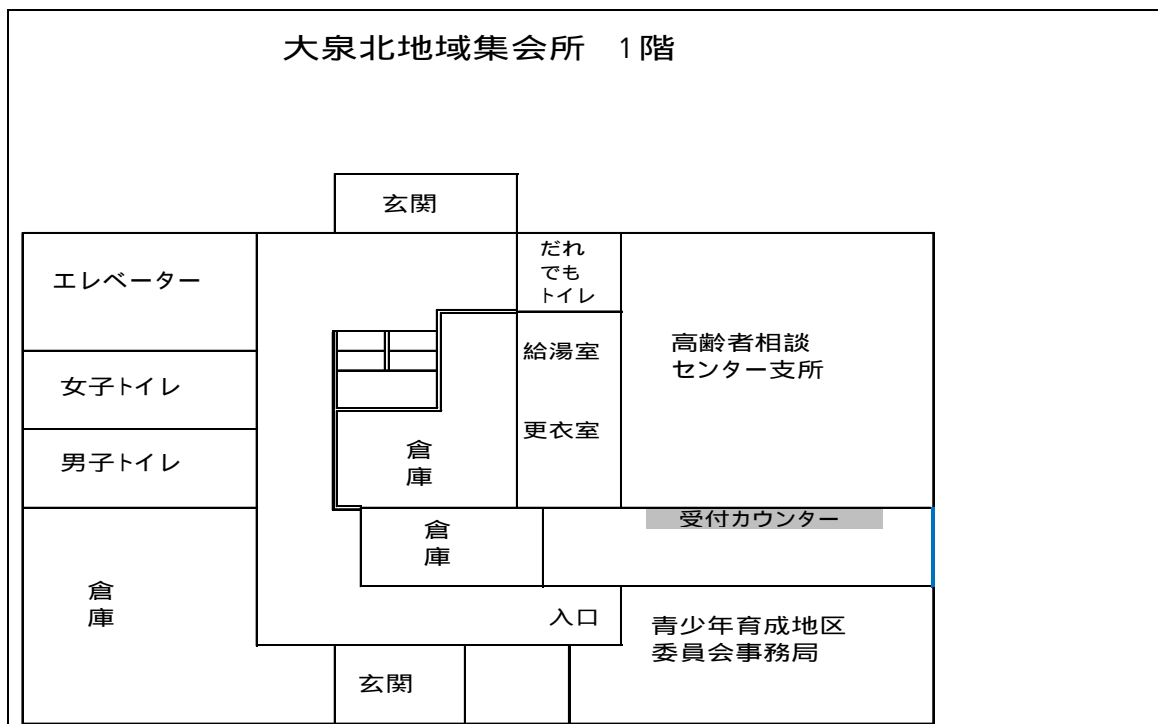 大泉北地域集会所 1階
玄関
エレベーター
だれ
でも
トイレ
女子トイレ
給湯室
高齢者相談
センター支所
男子トイレ
更衣室
倉
庫
受付カウンター
倉
庫
倉
庫
入口
青少年育成地区
委員会事務局
玄関